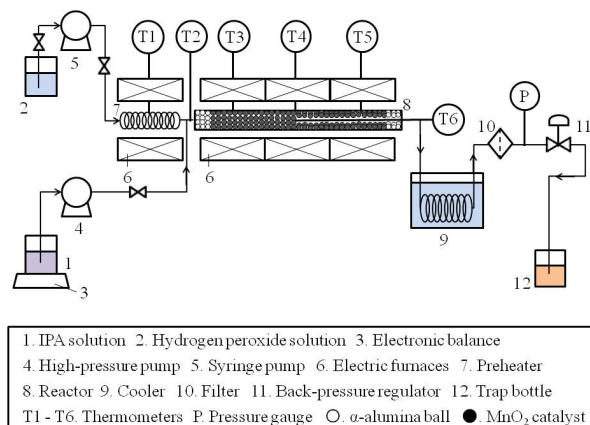 T1 T2 T3 T4 T5
5
2
7
8
T6
P
10
11
6 6
4
9
1
12
3
1. IPA solution 2. Hydrogen peroxide solution 3. Electronic balance
4. High-pressure pump 5. Syringe pump 6. Electric furnaces 7. Preheater
8. Reactor 9. Cooler 10. Filter 11. Back-pressure regulator 12. Trap bottle
T1 - T6. Thermometers P. Pressure gauge ○. α-alumina ball ●. MnO₂ catalyst